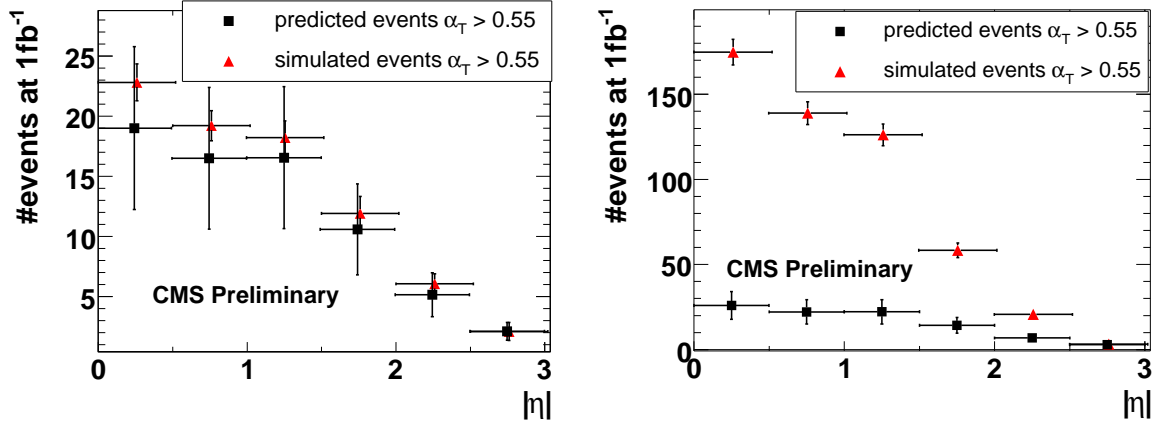 predicted events α_T > 0.55
simulated events α_T > 0.55
#events at 1fb⁻¹
25
20
15
10
5
CMS Preliminary
0 1 2 3
|η|
predicted events α_T > 0.55
simulated events α_T > 0.55
#events at 1fb⁻¹
150
100
50
0
CMS Preliminary
0 1 2 3
|η|